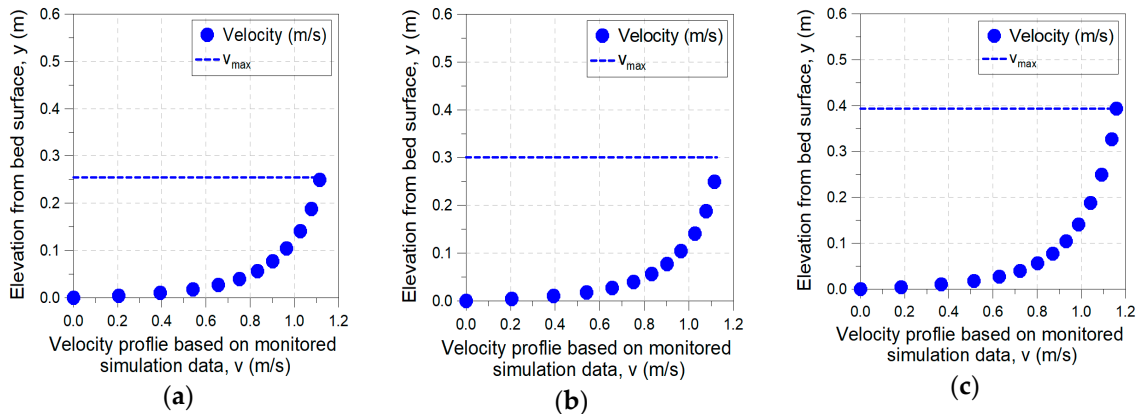 Elevation from bed surface, y (m)
0.6
0.5
0.4
0.3
0.2
0.1
0.0
Velocity (m/s)
vmax
0.0 0.2 0.4 0.6 0.8 1.0 1.2
Velocity proflie based on monitored
simulation data, v (m/s)
(a)
Elevation from bed surface, y (m)
0.6
0.5
0.4
0.3
0.2
0.1
0.0
Velocity (m/s)
vmax
0.0 0.2 0.4 0.6 0.8 1.0 1.2
Velocity proflie based on monitored
simulation data, v (m/s)
(b)
Elevation from bed surface, y (m)
0.6
0.5
0.4
0.3
0.2
0.1
0.0
Velocity (m/s)
vmax
0.0 0.2 0.4 0.6 0.8 1.0 1.2
Velocity proflie based on monitored
simulation data, v (m/s)
(c)